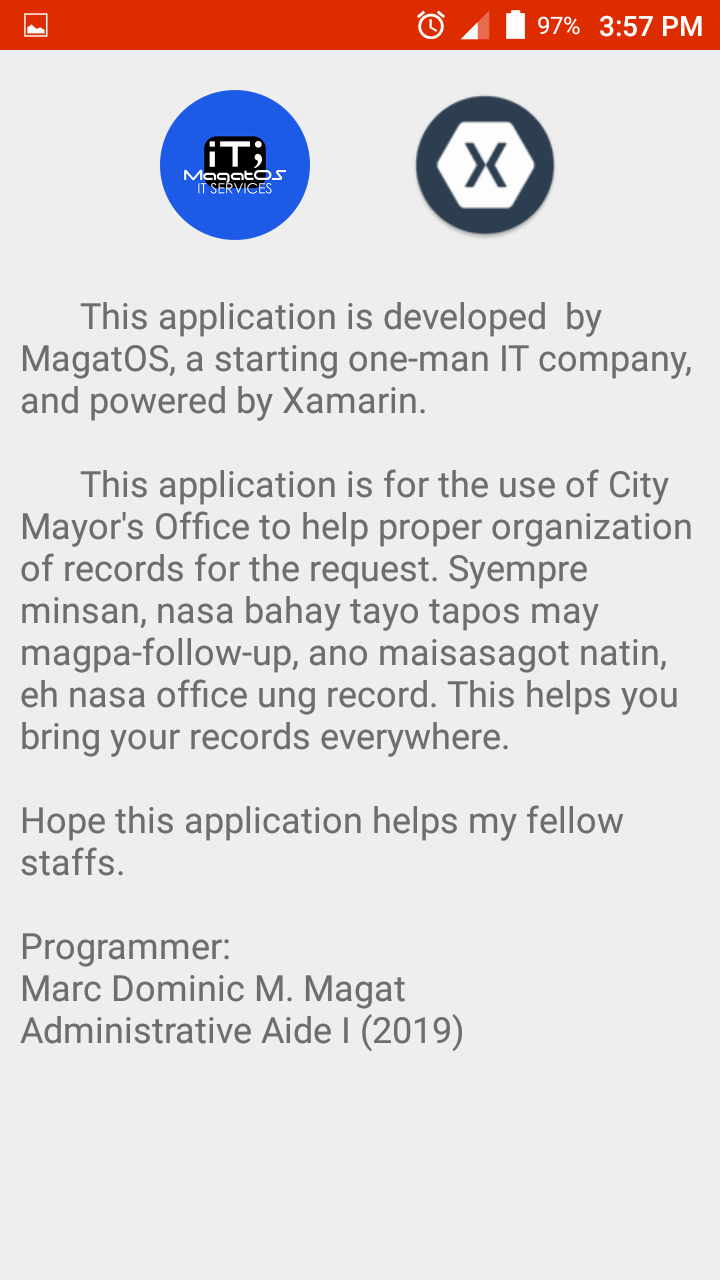 97% 3:57 PM
iT;
MagatOS
IT SERVICES
X
This application is developed  by
MagatOS, a starting one-man IT company,
and powered by Xamarin.
This application is for the use of City
Mayor's Office to help proper organization
of records for the request. Syempre
minsan, nasa bahay tayo tapos may
magpa-follow-up, ano maisasagot natin,
eh nasa office ung record. This helps you
bring your records everywhere.
Hope this application helps my fellow
staffs.
Programmer:
Marc Dominic M. Magat
Administrative Aide I (2019)